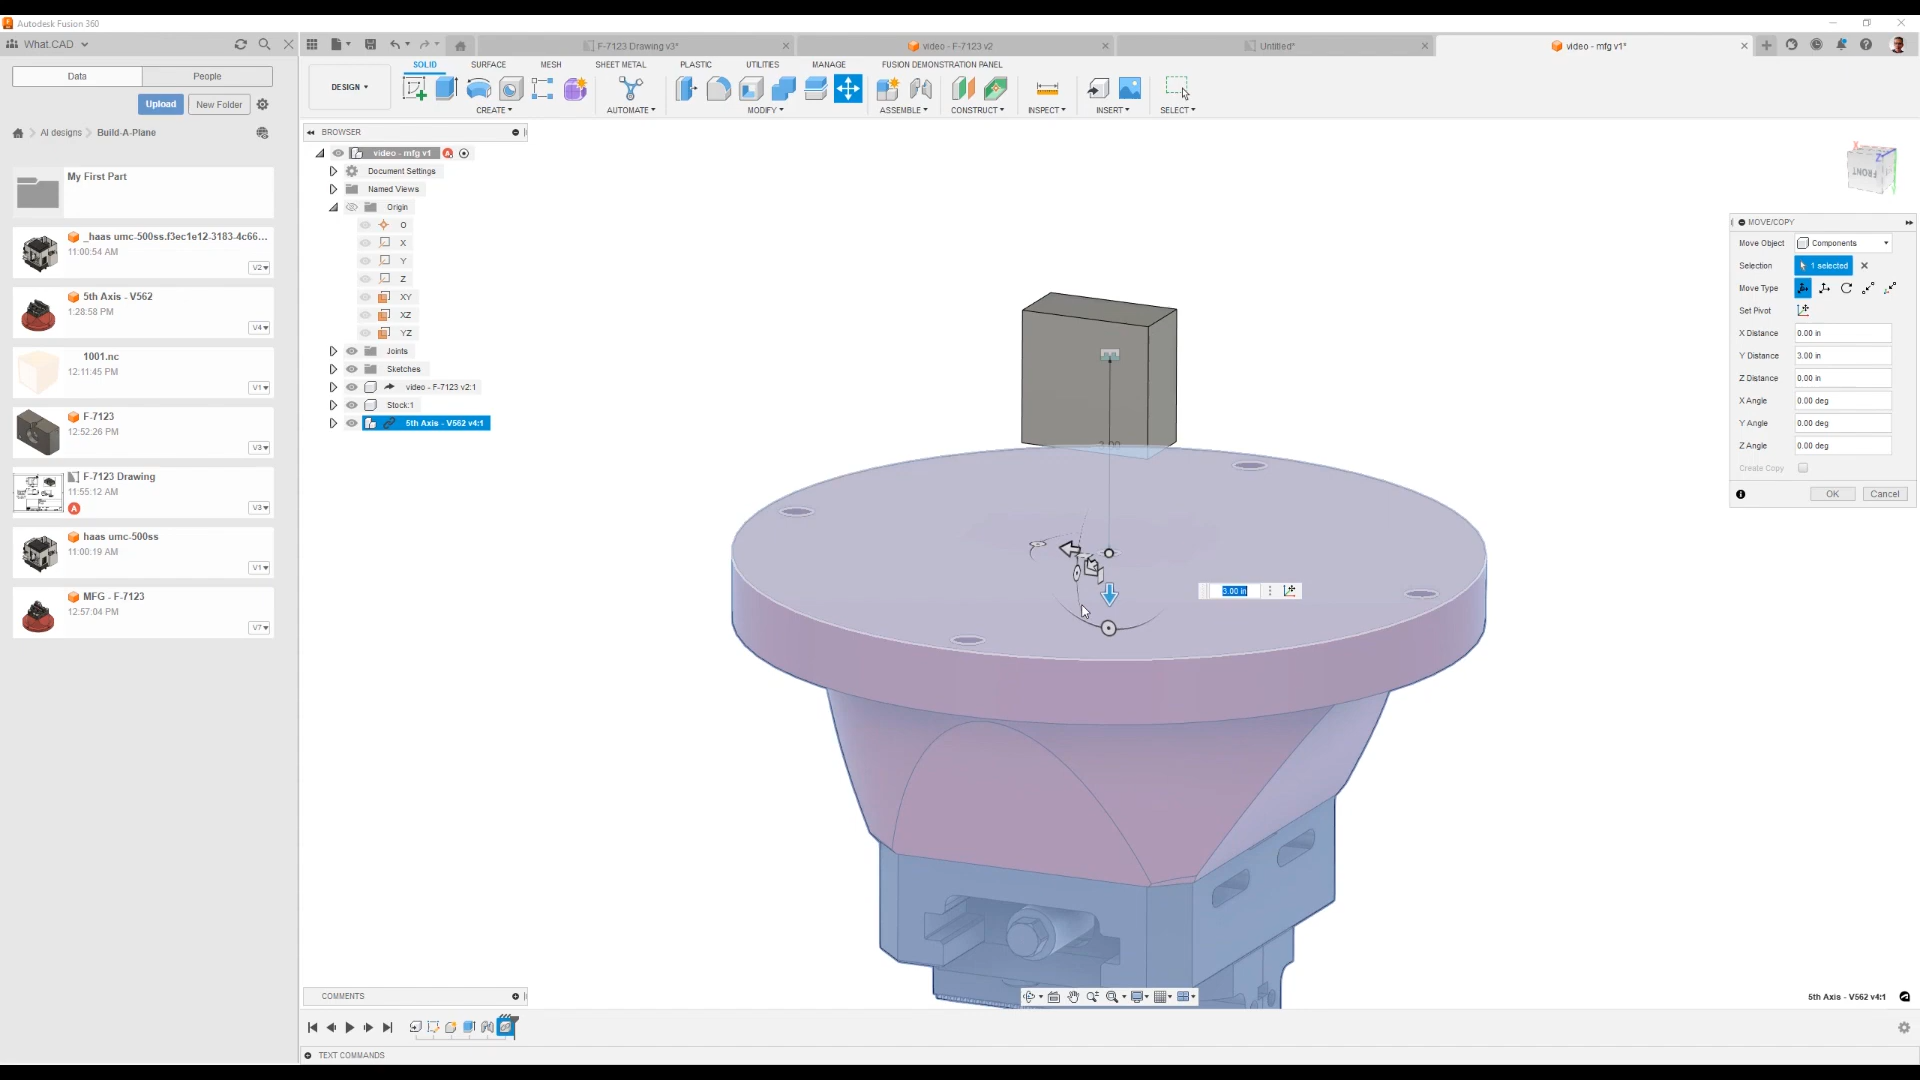 Autodesk Fusion 360
What.CAD
F-7123 Drawing v3*
video - F-7123 v2
Untitled*
video - mfg v1*
Data
People
DESIGN
SOLID
SURFACE
MESH
SHEET METAL
PLASTIC
UTILITIES
MANAGE
FUSION DEMONSTRATION PANEL
CREATE
AUTOMATE
MODIFY
ASSEMBLE
CONSTRUCT
INSPECT
INSERT
SELECT
Upload
New Folder
AI designs
Build-A-Plane
My First Part
_haas umc-500ss.f3ec1e12-3183-4c66...
11:00:54 AM
V2
5th Axis - V562
1:28:58 PM
V4
1001.nc
12:11:45 PM
V1
F-7123
12:52:26 PM
V3
F-7123 Drawing
11:55:12 AM
V3
haas umc-500ss
11:00:19 AM
V1
MFG - F-7123
12:57:04 PM
V7
BROWSER
video - mfg v1
Document Settings
Named Views
Origin
O
X
Y
Z
XY
XZ
YZ
Joints
Sketches
video - F-7123 v2:1
Stock:1
5th Axis - V562 v4:1
X
Z
FRONT
MOVE/COPY
Move Object
Components
Selection
1 selected
Move Type
Set Pivot
X Distance
0.00 in
Y Distance
3.00 in
Z Distance
0.00 in
X Angle
0.00 deg
Y Angle
0.00 deg
Z Angle
0.00 deg
Create Copy
OK
Cancel
3.00
3.00 in
COMMENTS
5th Axis - V562 v4:1
TEXT COMMANDS